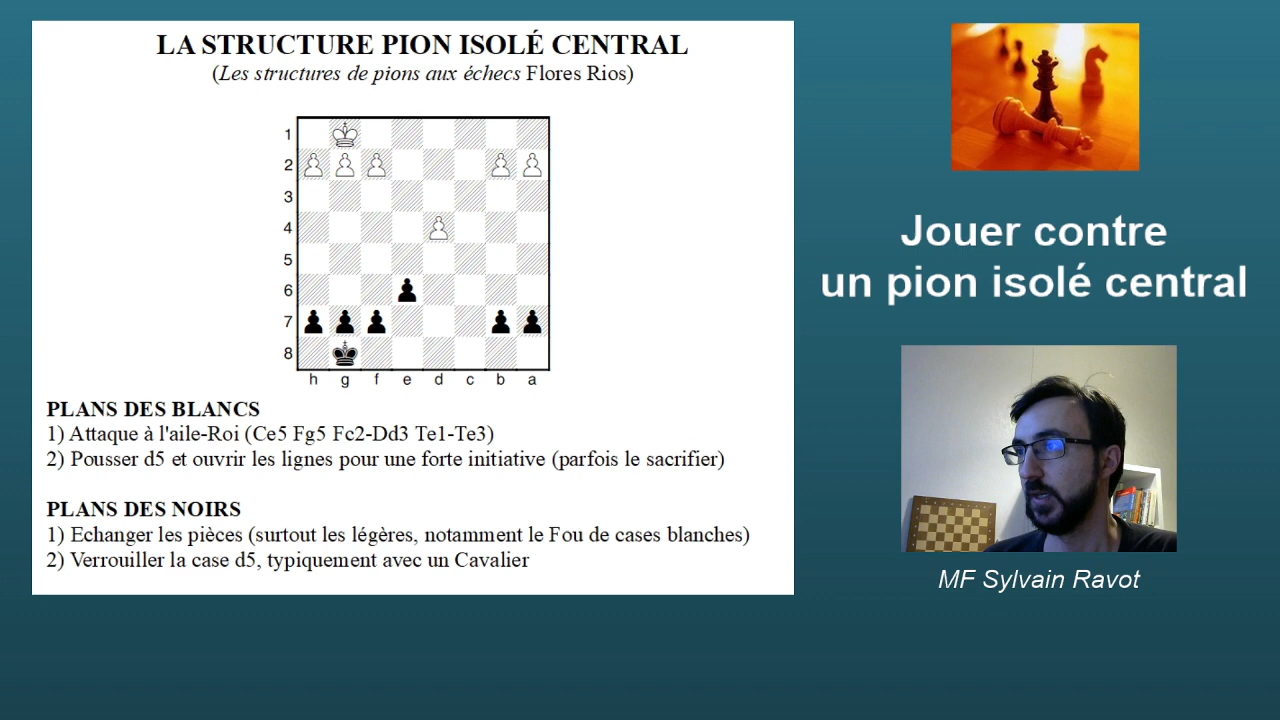 LA STRUCTURE PION ISOLÉ CENTRAL
(Les structures de pions aux échecs Flores Rios)
1
2
3
4
5
6
7
8
h g f e d c b a
PLANS DES BLANCS
1) Attaque à l'aile-Roi (Ce5 Fg5 Fc2-Dd3 Te1-Te3)
2) Pousser d5 et ouvrir les lignes pour une forte initiative (parfois le sacrifier)
PLANS DES NOIRS
1) Echanger les pièces (surtout les légères, notamment le Fou de cases blanches)
2) Verrouiller la case d5, typiquement avec un Cavalier
Jouer contre
un pion isolé central
MF Sylvain Ravot